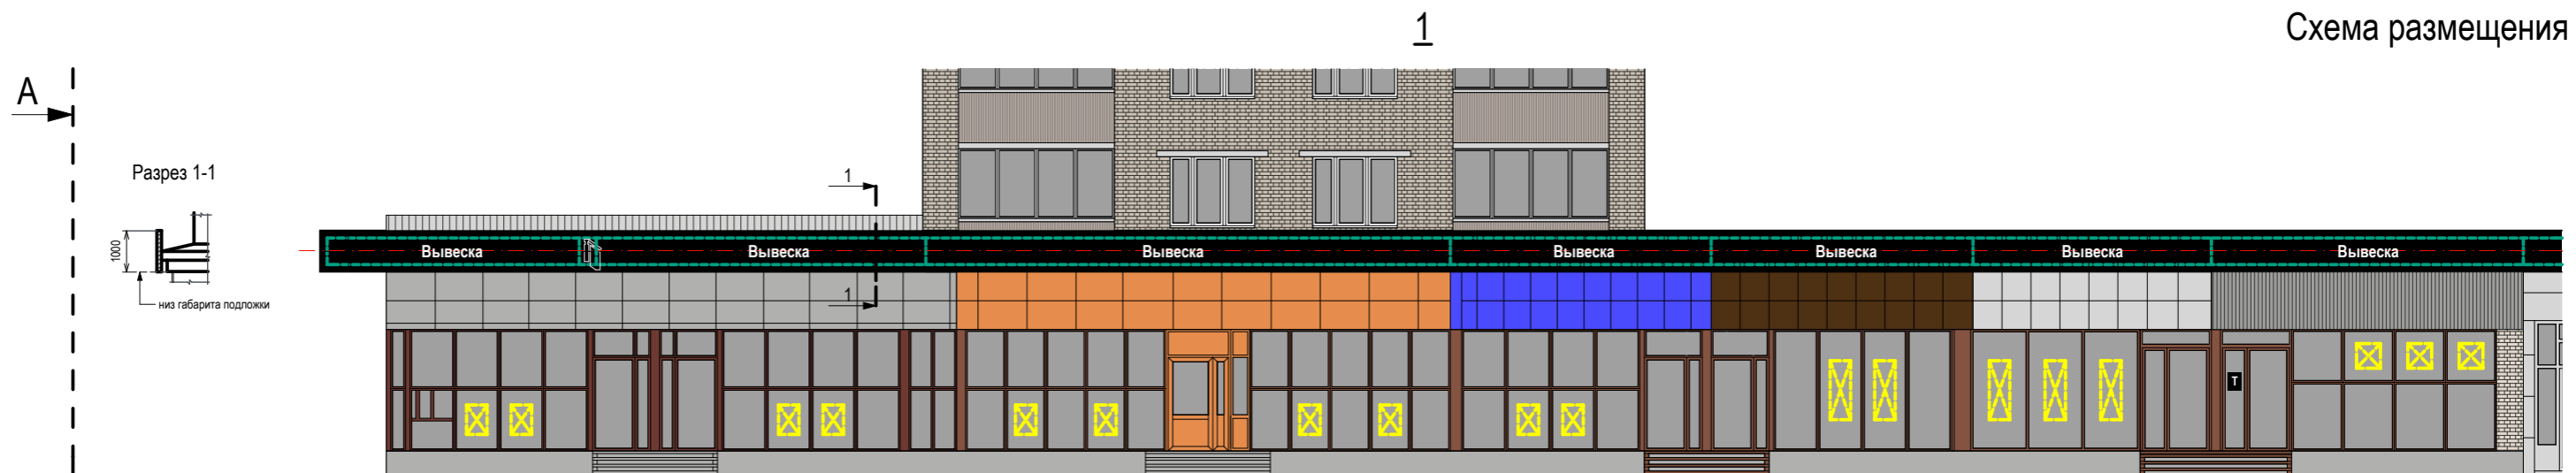 1
Схема размещения
А
Разрез 1-1
1
1000
Вывеска
Вывеска
Вывеска
Вывеска
Вывеска
Вывеска
Вывеска
1
низ габарита подложки
Т